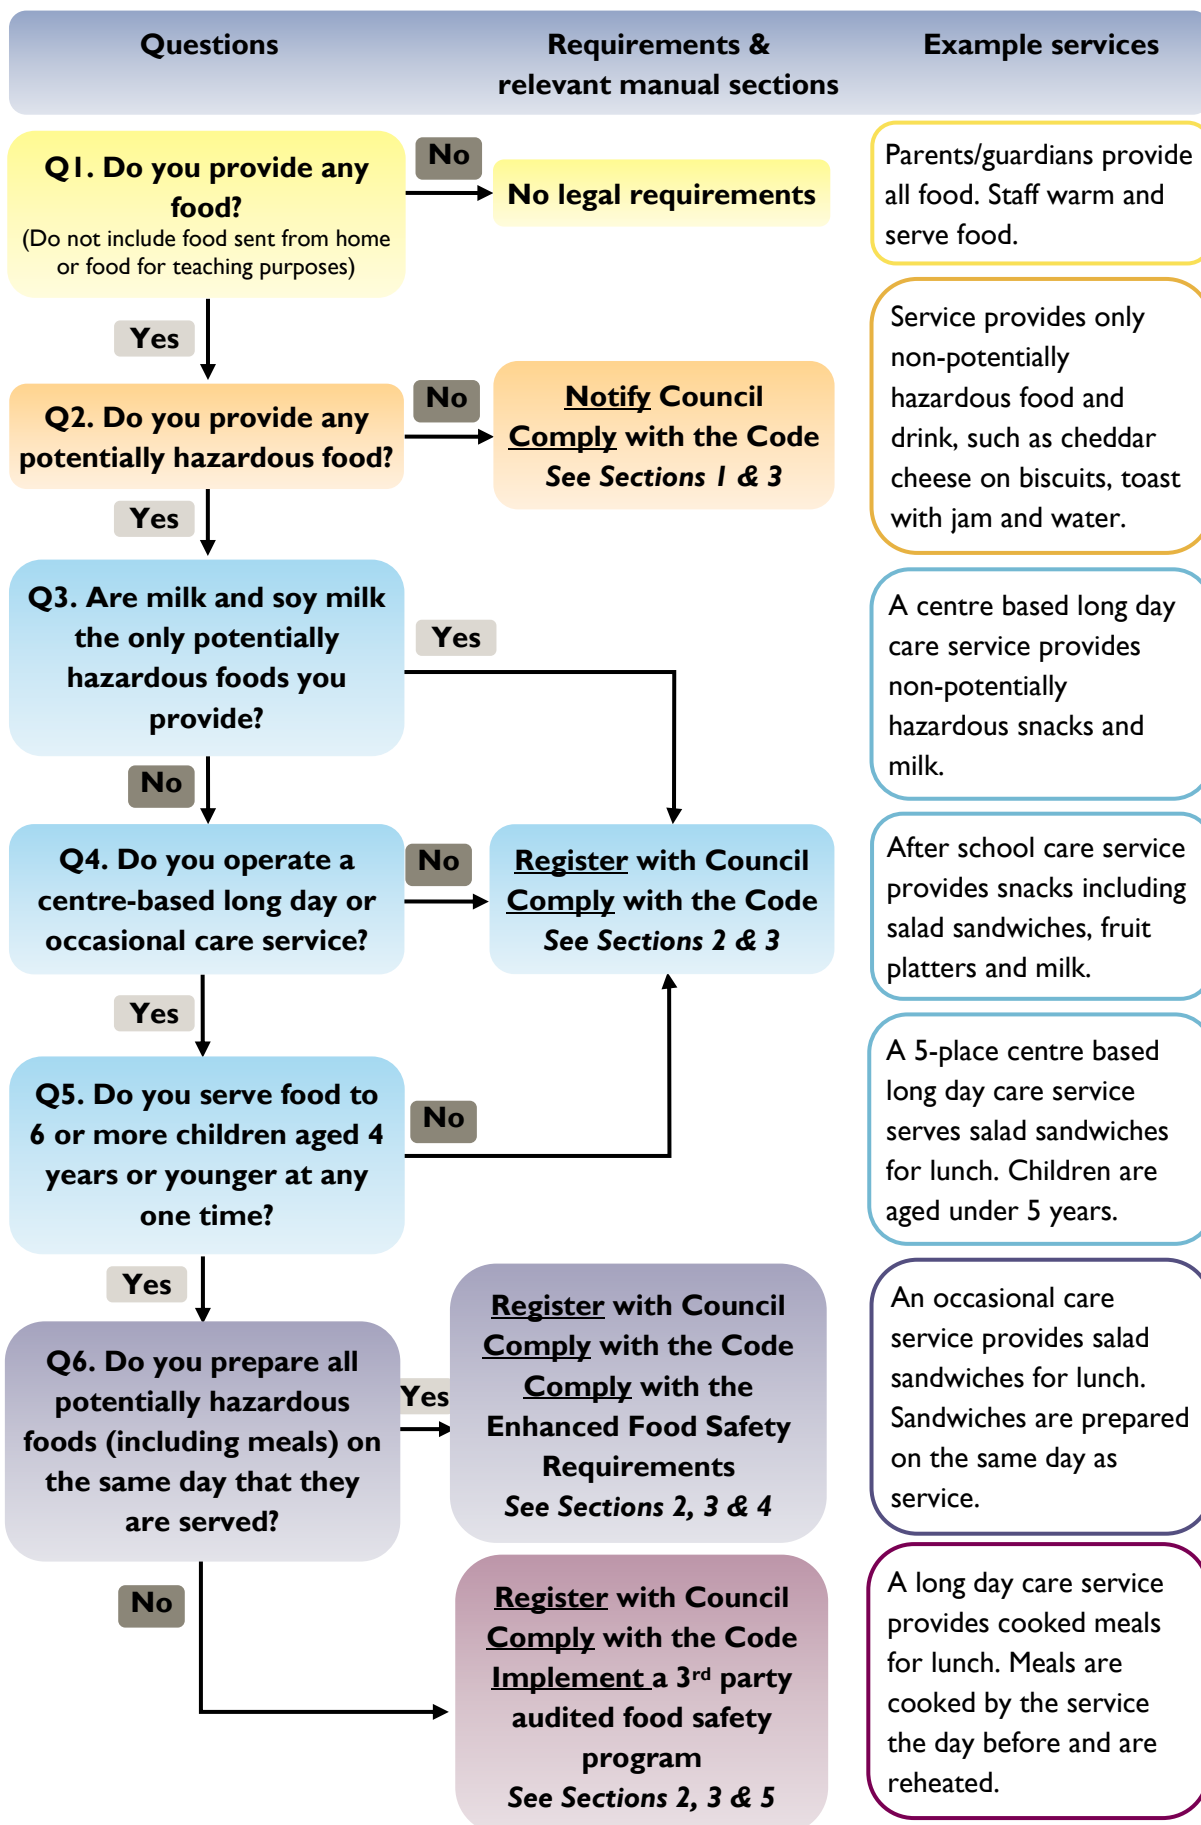 Questions
Requirements &
relevant manual sections
Example services
Q1. Do you provide any
food?
(Do not include food sent from home
or food for teaching purposes)
No
No legal requirements
Parents/guardians provide
all food. Staff warm and
serve food.
Yes
Q2. Do you provide any
potentially hazardous food?
No
Notify Council
Comply with the Code
See Sections 1 & 3
Service provides only
non-potentially
hazardous food and
drink, such as cheddar
cheese on biscuits, toast
with jam and water.
Yes
Q3. Are milk and soy milk
the only potentially
hazardous foods you
provide?
Yes
A centre based long day
care service provides
non-potentially
hazardous snacks and
milk.
No
Q4. Do you operate a
centre-based long day or
occasional care service?
No
Register with Council
Comply with the Code
See Sections 2 & 3
After school care service
provides snacks including
salad sandwiches, fruit
platters and milk.
Yes
Q5. Do you serve food to
6 or more children aged 4
years or younger at any
one time?
No
A 5-place centre based
long day care service
serves salad sandwiches
for lunch. Children are
aged under 5 years.
Yes
Q6. Do you prepare all
potentially hazardous
foods (including meals) on
the same day that they
are served?
Yes
Register with Council
Comply with the Code
Comply with the
Enhanced Food Safety
Requirements
See Sections 2, 3 & 4
An occasional care
service provides salad
sandwiches for lunch.
Sandwiches are prepared
on the same day as
service.
No
Register with Council
Comply with the Code
Implement a 3rd party
audited food safety
program
See Sections 2, 3 & 5
A long day care service
provides cooked meals
for lunch. Meals are
cooked by the service
the day before and are
reheated.